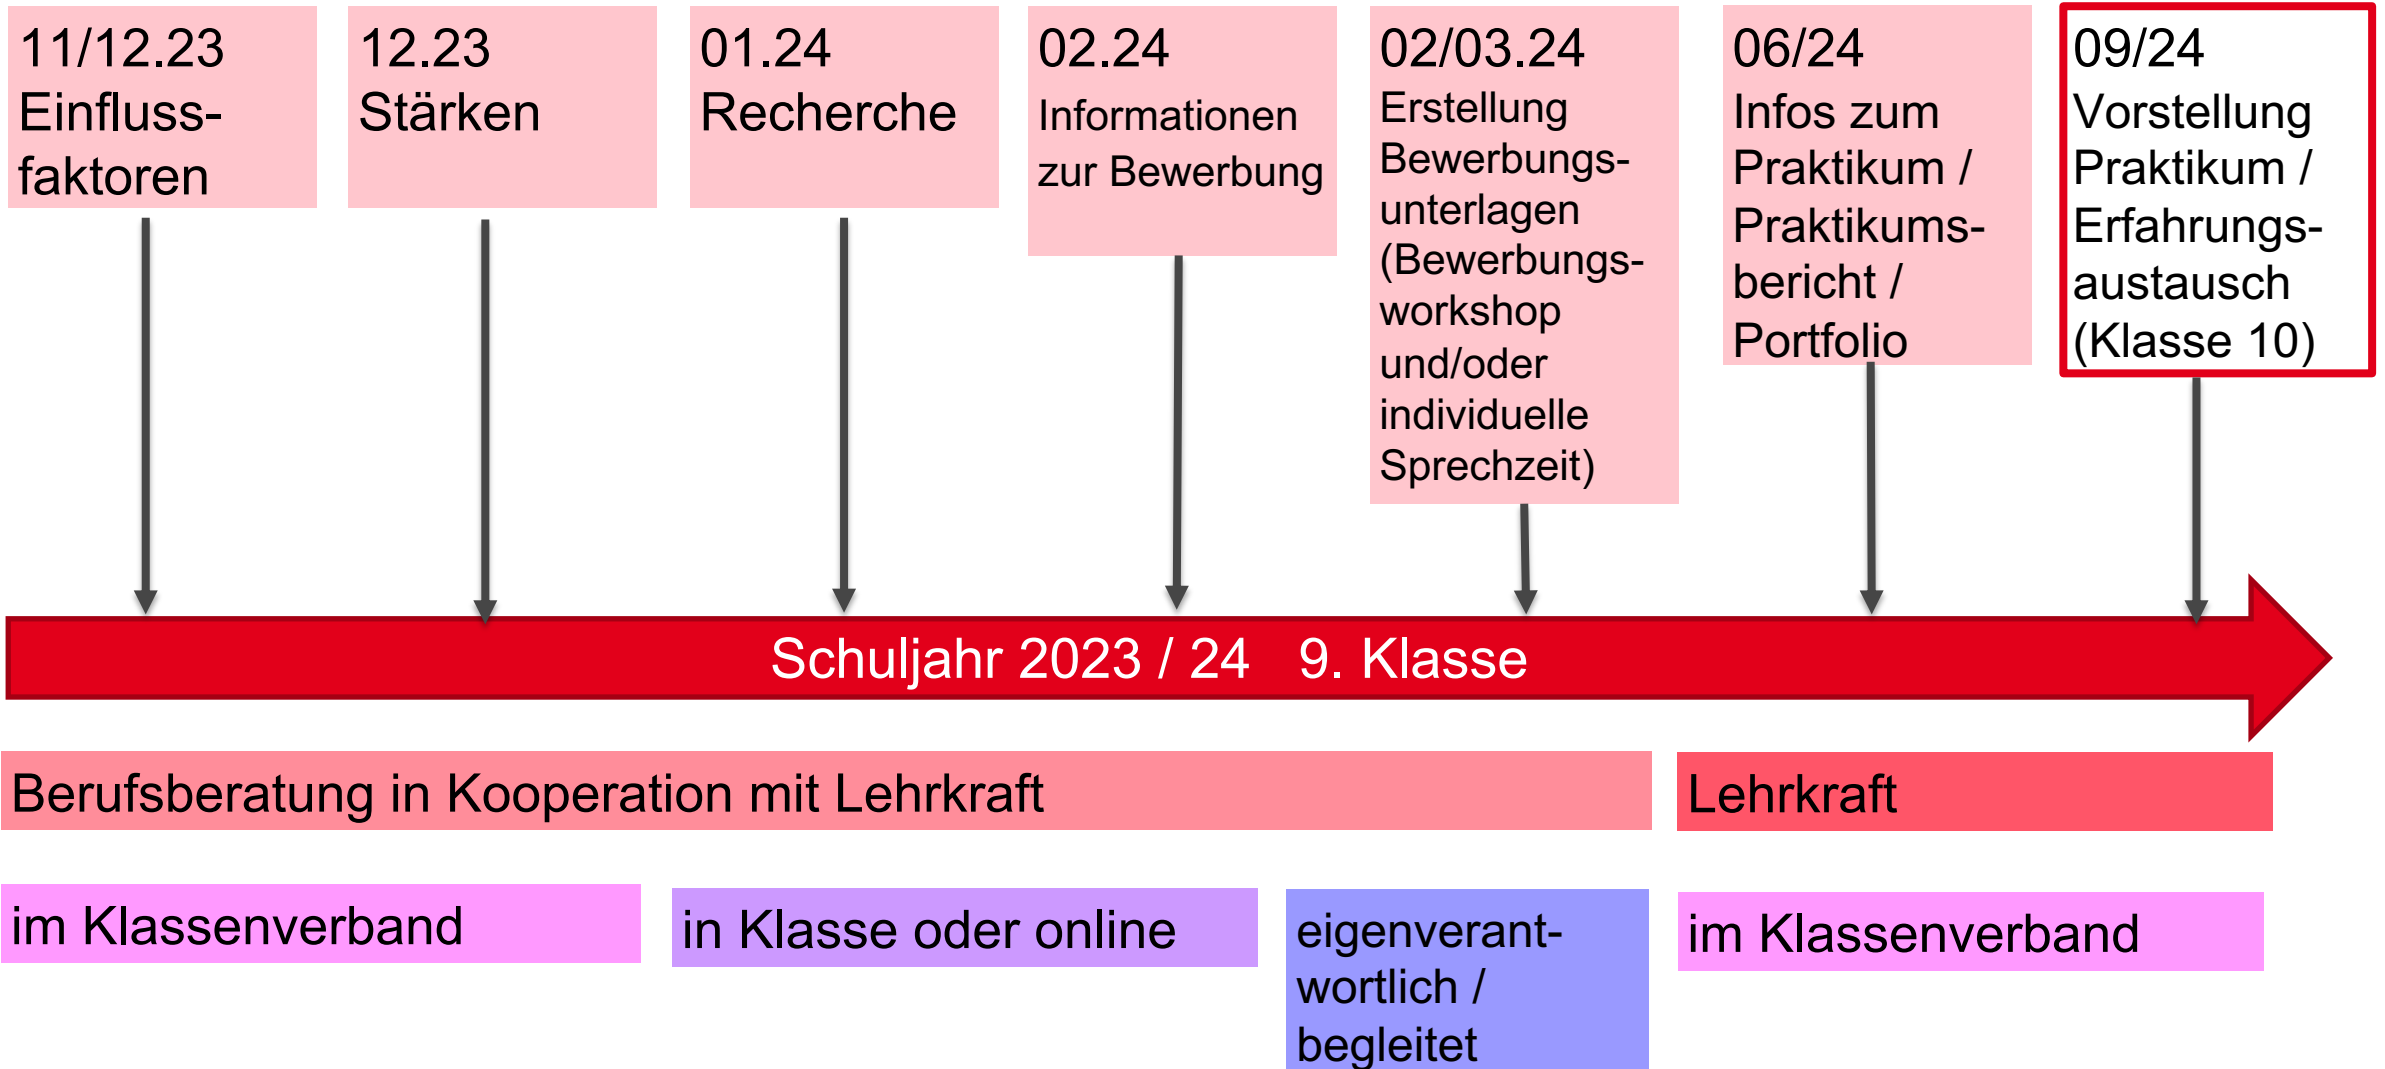 11/12.23
Einfluss-
faktoren
12.23
Stärken
01.24
Recherche
02.24
Informationen
zur Bewerbung
02/03.24
Erstellung
Bewerbungs-
unterlagen
(Bewerbungs-
workshop
und/oder
individuelle
Sprechzeit)
06/24
Infos zum
Praktikum /
Praktikums-
bericht /
Portfolio
09/24
Vorstellung
Praktikum /
Erfahrungs-
austausch
(Klasse 10)
Schuljahr 2023 / 24   9. Klasse
Berufsberatung in Kooperation mit Lehrkraft
Lehrkraft
im Klassenverband
in Klasse oder online
eigenverant-
wortlich /
begleitet
im Klassenverband